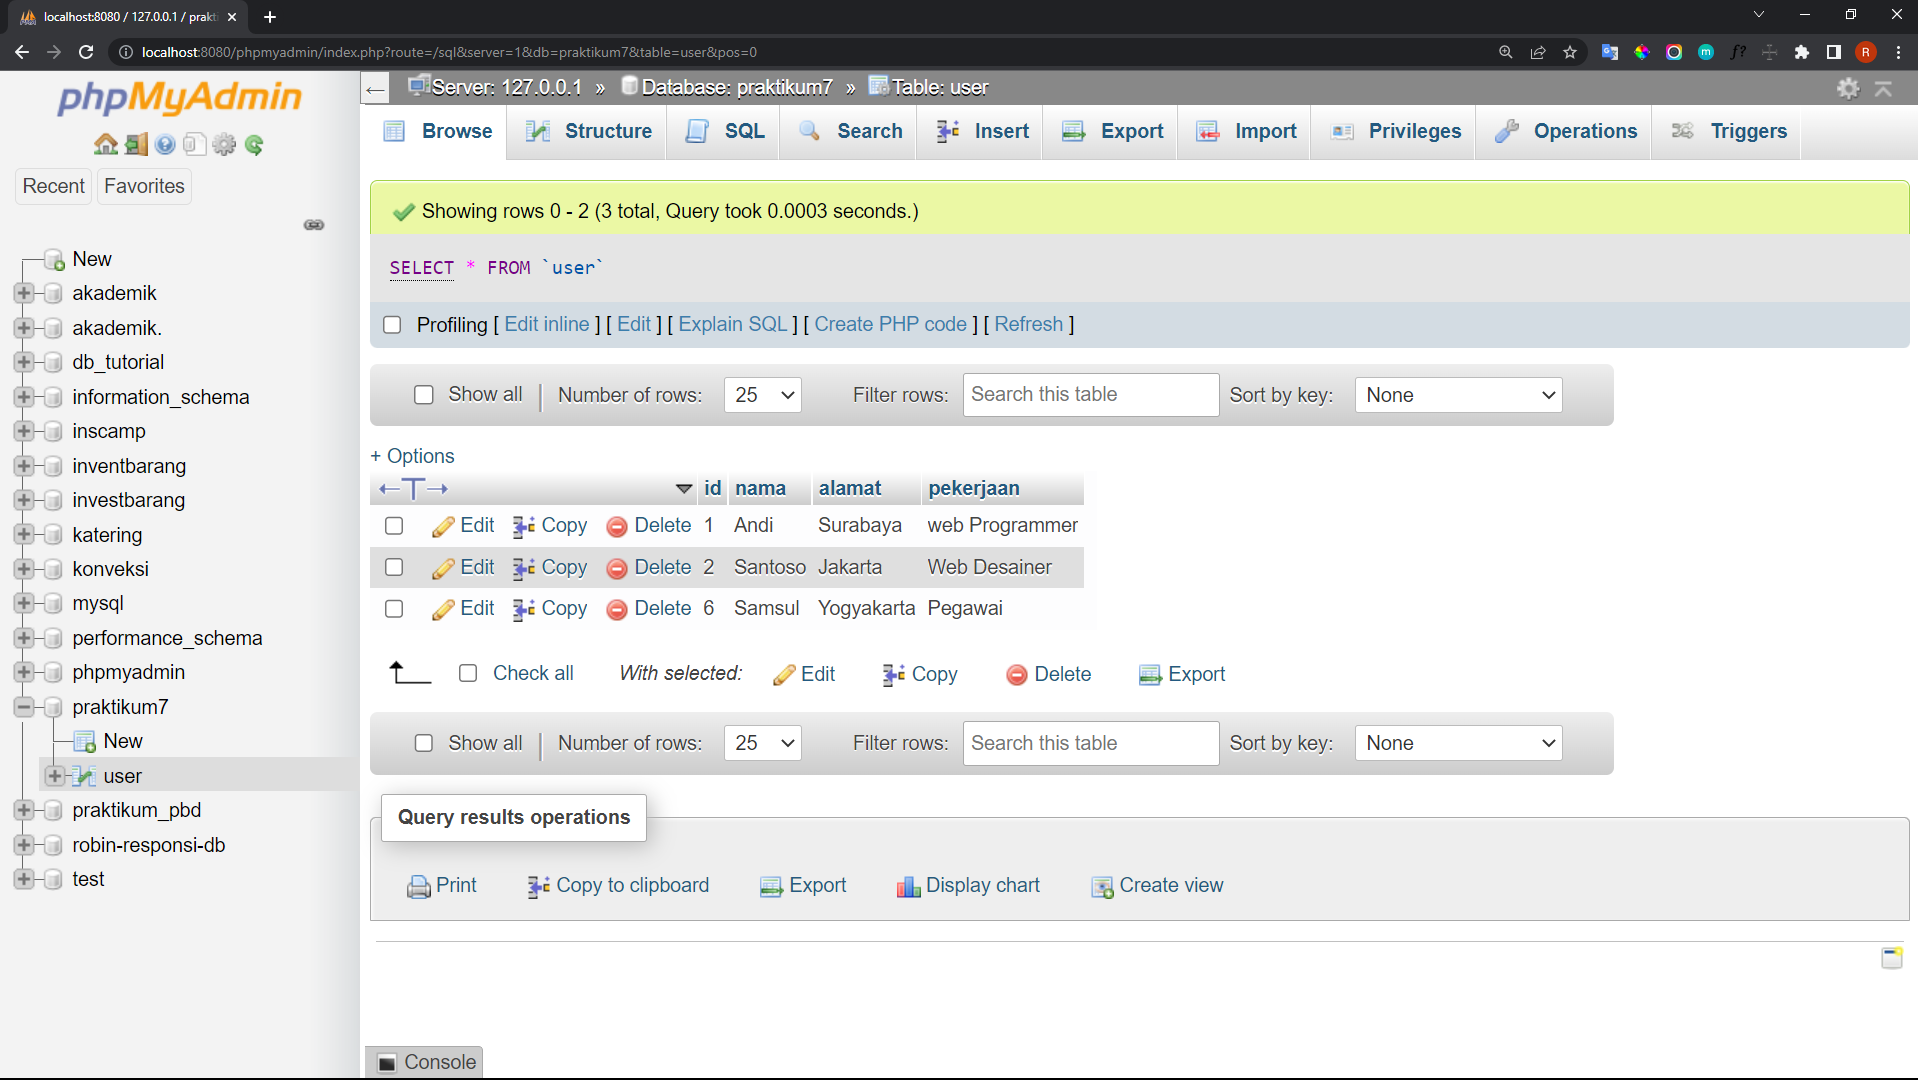 localhost:8080 / 127.0.0.1 / prakt
localhost:8080/phpmyadmin/index.php?route=/sql&server=1&db=praktikum7&table=user&pos=0
R
phpMyAdmin
Recent
Favorites
New
akademik
akademik.
db_tutorial
information_schema
inscamp
inventbarang
investbarang
katering
konveksi
mysql
performance_schema
phpmyadmin
praktikum7
New
user
praktikum_pbd
robin-responsi-db
test
Server: 127.0.0.1 » Database: praktikum7 » Table: user
Browse Structure SQL Search Insert Export Import Privileges Operations Triggers
Showing rows 0 - 2 (3 total, Query took 0.0003 seconds.)
SELECT * FROM `user`
Profiling [ Edit inline ] [ Edit ] [ Explain SQL ] [ Create PHP code ] [ Refresh ]
Show all | Number of rows: 25 Filter rows: Search this table Sort by key: None
+ Options
←T→ id nama alamat pekerjaan
Edit Copy Delete 1 Andi Surabaya web Programmer
Edit Copy Delete 2 Santoso Jakarta Web Desainer
Edit Copy Delete 6 Samsul Yogyakarta Pegawai
Check all With selected: Edit Copy Delete Export
Show all | Number of rows: 25 Filter rows: Search this table Sort by key: None
Query results operations
Print Copy to clipboard Export Display chart Create view
Console